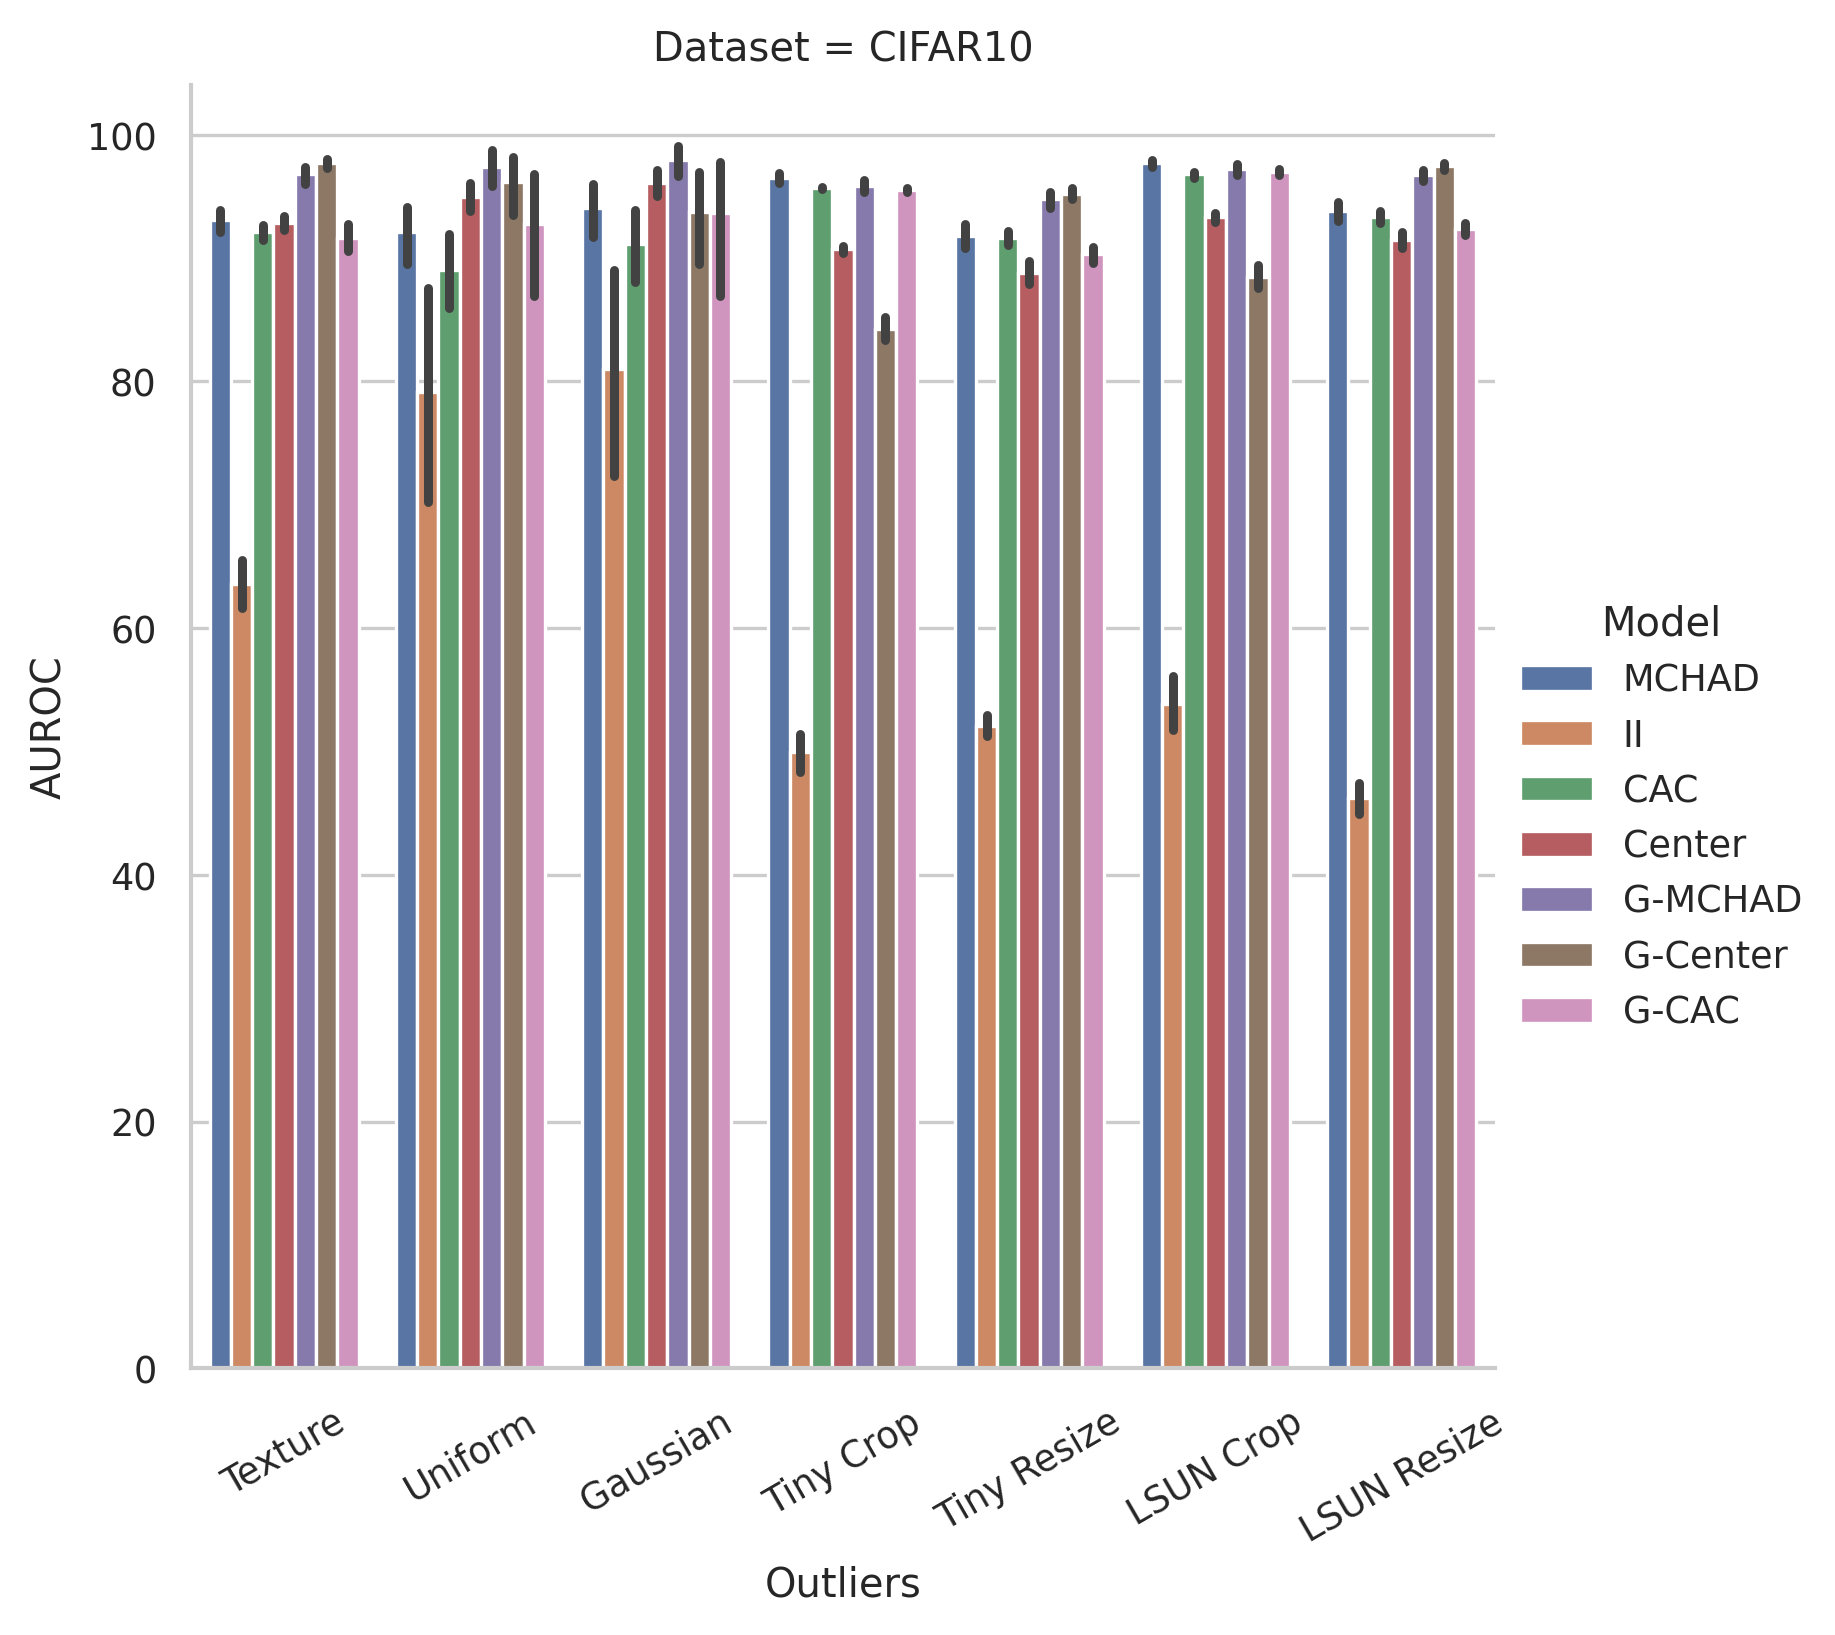 Dataset = CIFAR10
100
80
60
40
20
0
AUROC
Texture
Uniform
Gaussian
Tiny Crop
Tiny Resize
LSUN Crop
LSUN Resize
Outliers
Model
MCHAD
II
CAC
Center
G-MCHAD
G-Center
G-CAC